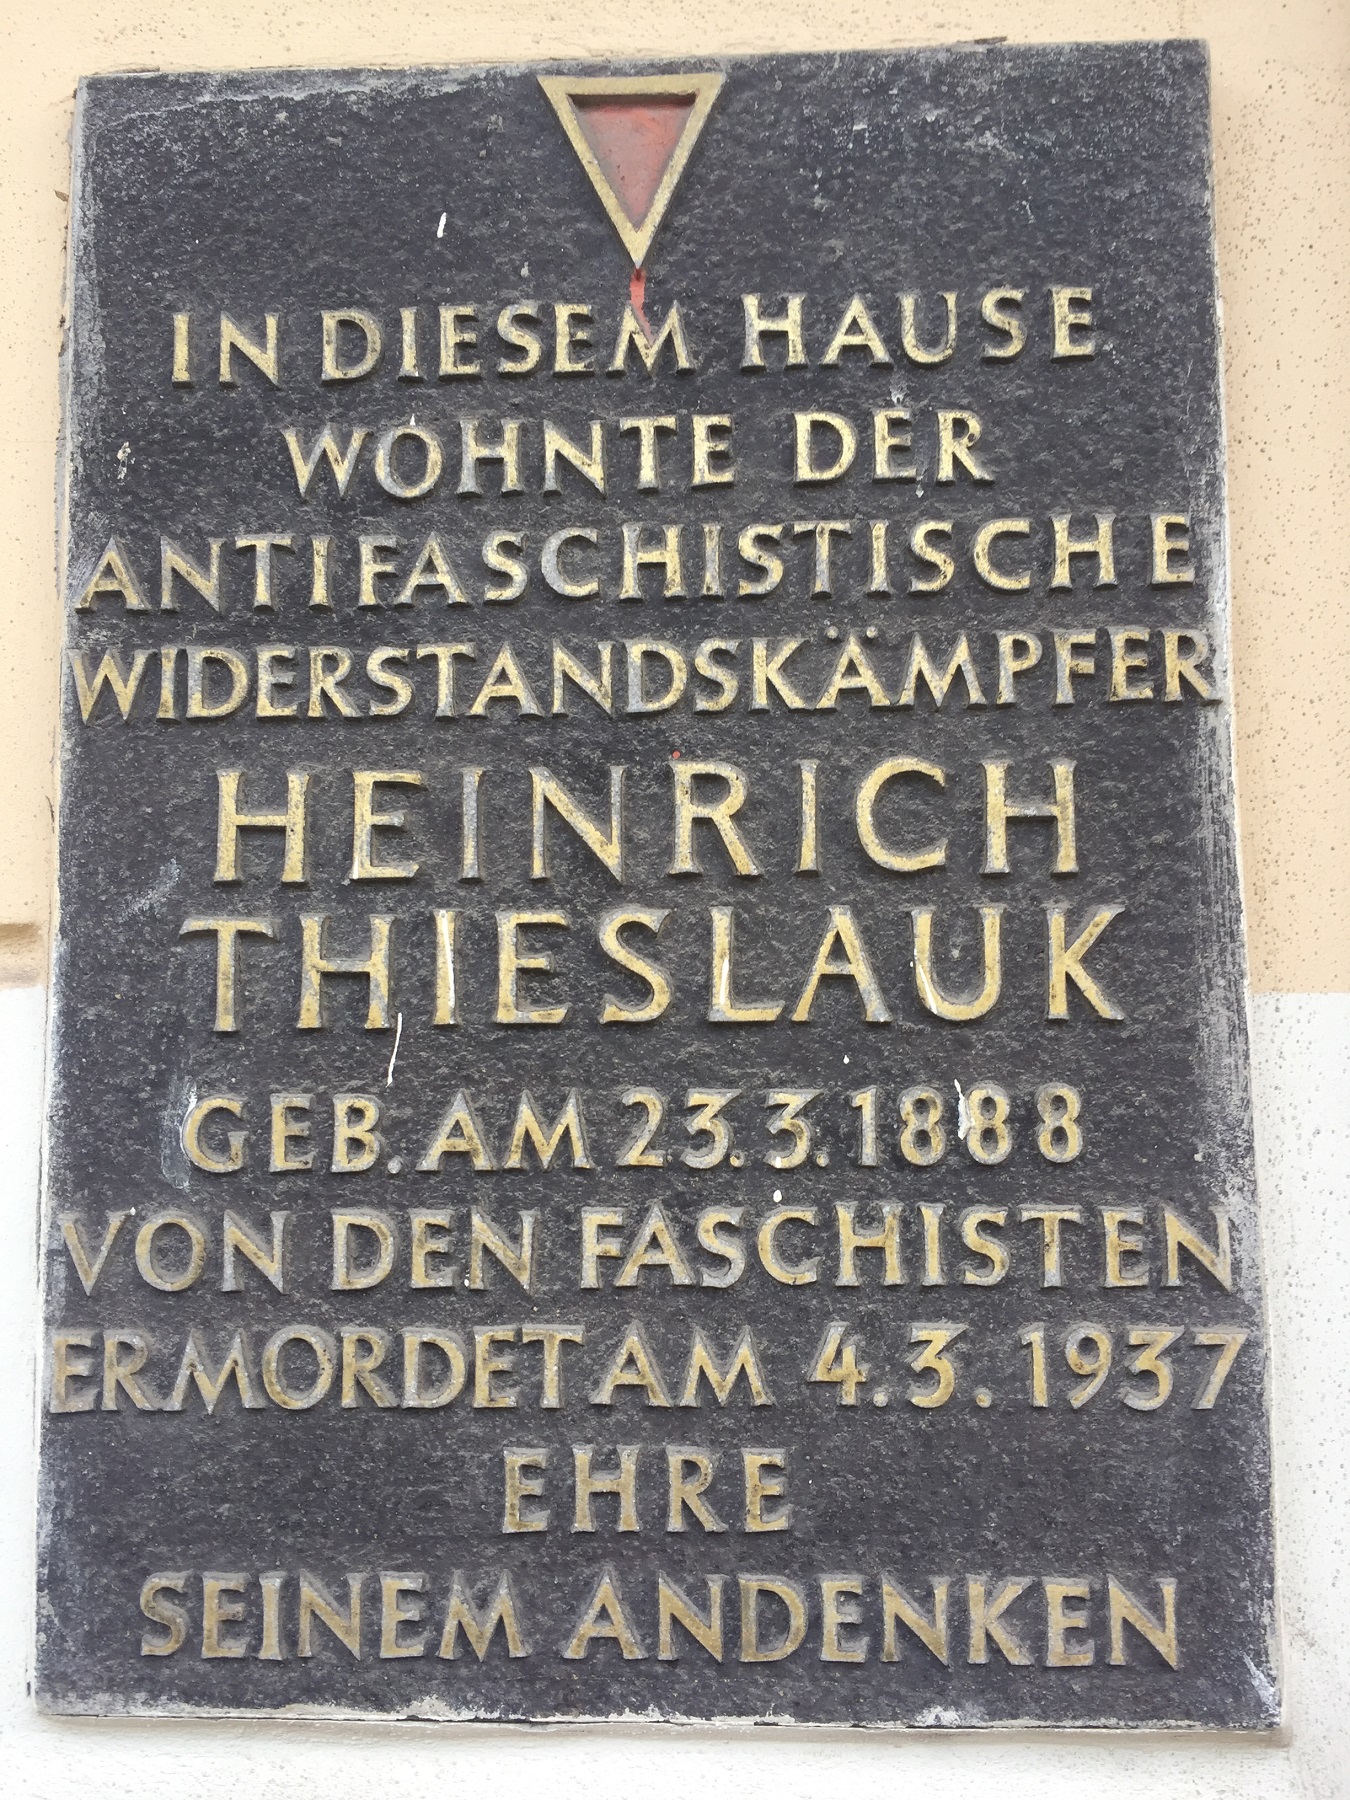 IN DIESEM HAUSE
WOHNTE DER
ANTIFASCHISTISCHE
WIDERSTANDSKÄMPFER
HEINRICH
THIESLAUK
GEB. AM 23.3.1888
VON DEN FASCHISTEN
ERMORDET AM 4.3.1937
EHRE
SEINEM ANDENKEN